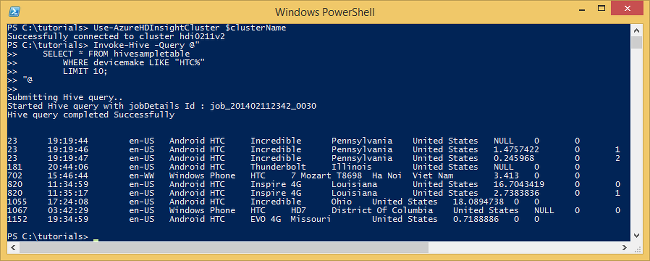 Windows PowerShell
PS C:\tutorials> Use-AzureHDInsightCluster $clusterName
Successfully connected to cluster hdi0211v2
PS C:\tutorials> Invoke-Hive -Query @"
>> SELECT * FROM hivesampletable
>> WHERE devicemake LIKE "HTC%"
>> LIMIT 10;
>> "@
>>
Submitting Hive query..
Started Hive query with jobDetails Id : job_201402112342_0030
Hive query completed Successfully
23 19:19:44 en-US Android HTC Incredible Pennsylvania United States NULL 0 0
23 19:19:46 en-US Android HTC Incredible Pennsylvania United States 1.4757422 0 1
23 19:19:47 en-US Android HTC Incredible Pennsylvania United States 0.245968 0 2
181 20:44:06 en-US Android HTC Thunderbolt Illinois United States NULL 0 0
702 15:46:44 en-WW Windows Phone HTC 7 Mozart T8698 Ha Noi Viet Nam 3.413 0 0
820 11:34:59 en-US Android HTC Inspire 4G Louisiana United States 16.7043419 0 0
820 11:35:17 en-US Android HTC Inspire 4G Louisiana United States 2.7383836 0 1
1055 17:24:08 en-US Android HTC Incredible Ohio United States 18.0894738 0 0
1067 03:42:29 en-US Windows Phone HTC HD7 District Of Columbia United States NULL 0 0
1152 19:34:59 en-US Android HTC EVO 4G Missouri United States 0.7188886 0 0
PS C:\tutorials>